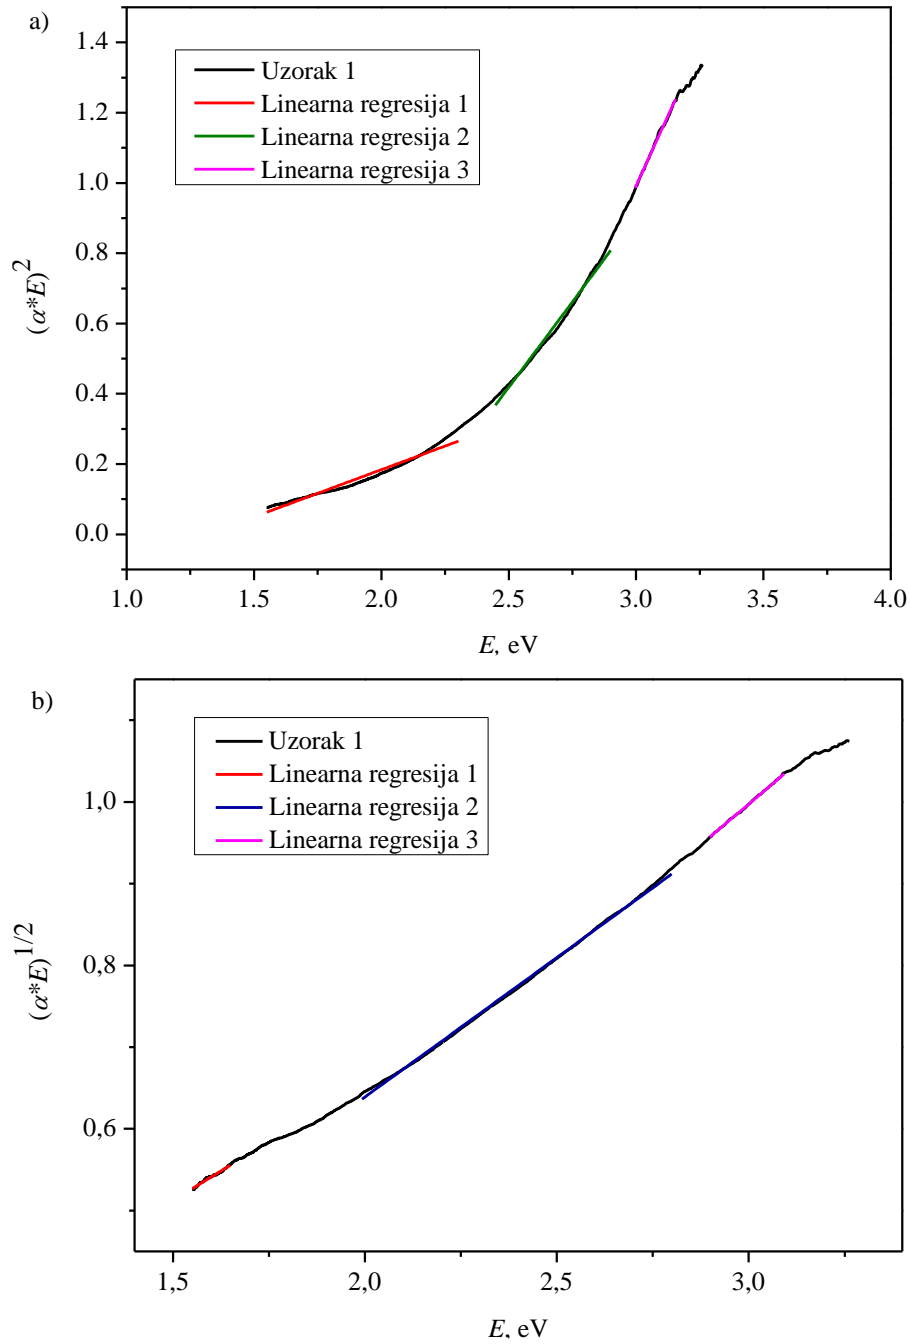 a)
1.4
1.2
1.0
0.8
0.6
0.4
0.2
0.0
(α*E)2
Uzorak 1
Linearna regresija 1
Linearna regresija 2
Linearna regresija 3
1.0 1.5 2.0 2.5 3.0 3.5 4.0
E, eV
b)
1,0
0,8
0,6
(α*E)1/2
Uzorak 1
Linearna regresija 1
Linearna regresija 2
Linearna regresija 3
1,5 2,0 2,5 3,0
E, eV